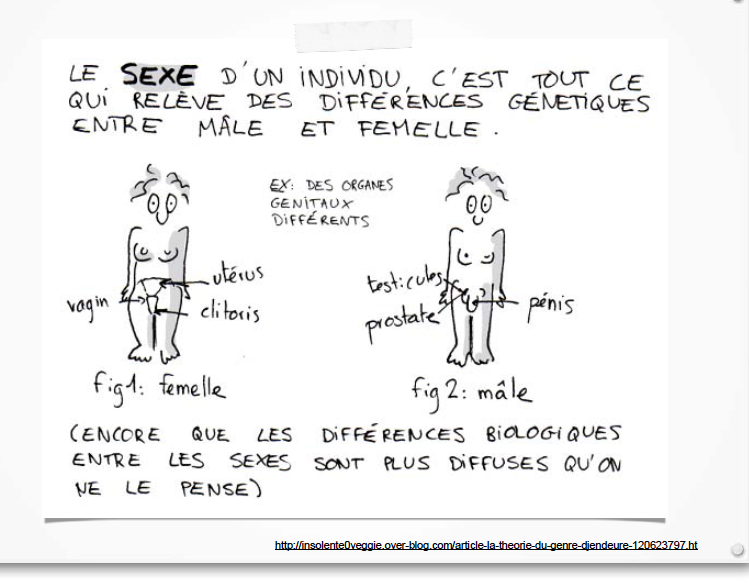 LE SEXE D'UN INDIVIDU, C'EST TOUT CE
QUI RELÈVE DES DIFFÉRENCES GÉNÉTIQUES
ENTRE MÂLE ET FEMELLE.
EX: DES ORGANES
GENITAUX
DIFFÉRENTS
utérus
vagin
clitoris
fig1: femelle
testicules
prostate
pénis
fig 2: mâle
(ENCORE QUE LES DIFFÉRENCES BIOLOGIQUES
ENTRE LES SEXES SONT PLUS DIFFUSES QU'ON
NE LE PENSE)
http://insolente0veggie.over-blog.com/article-la-theorie-du-genre-djendeure-120623797.ht